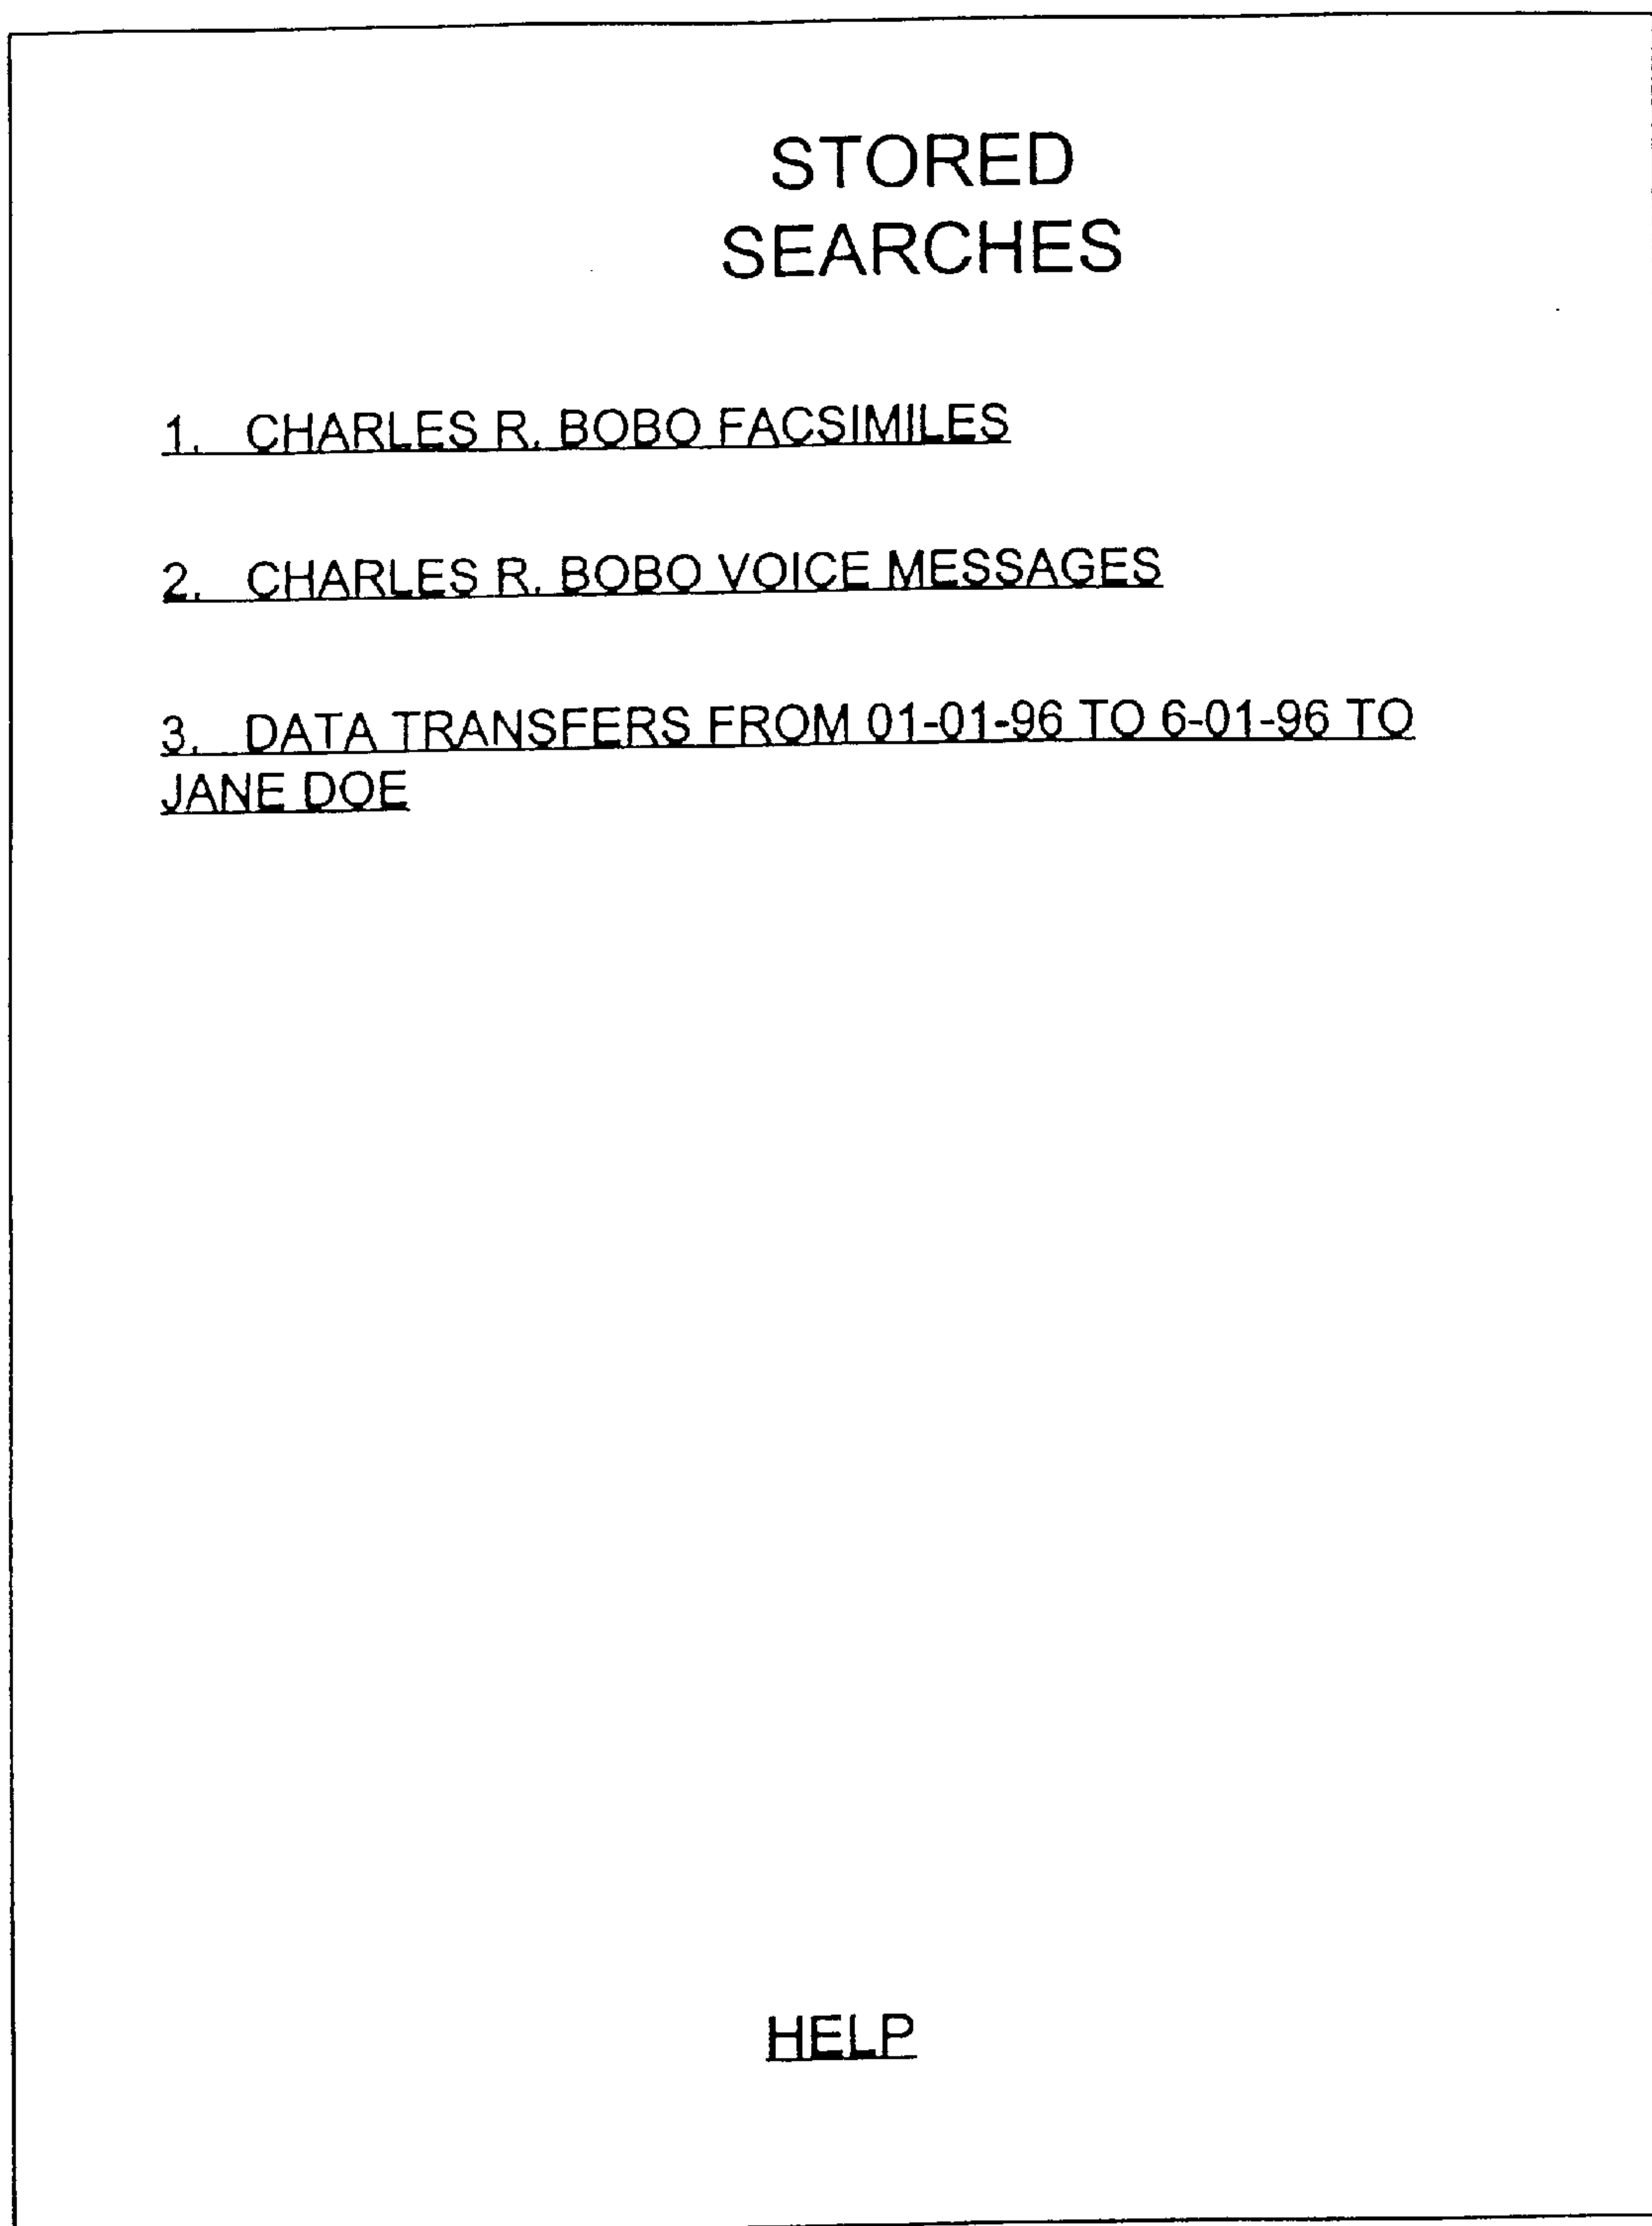 STORED
SEARCHES
1. CHARLES R. BOBO FACSIMILES
2. CHARLES R. BOBO VOICE MESSAGES
3. DATA TRANSFERS FROM 01-01-96 TO 6-01-96 TO
JANE DOE
HELP